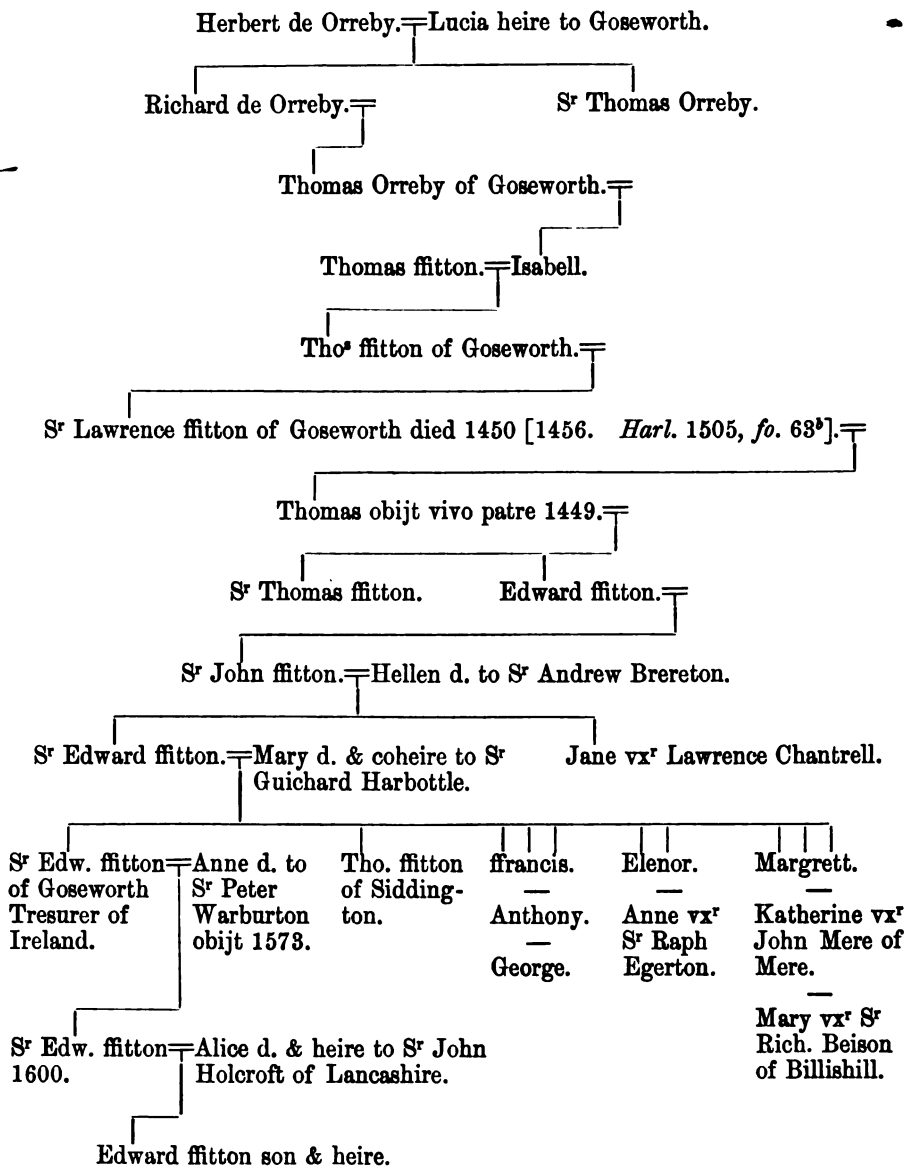 Herbert de Orreby.=Lucia heire to Goseworth.
Richard de Orreby.=
Sʳ Thomas Orreby.
Thomas Orreby of Goseworth.=
Thomas ffitton.=Isabell.
Thoˢ ffitton of Goseworth.=
Sʳ Lawrence ffitton of Goseworth died 1450 [1456. Harl. 1505, fo. 63ᵇ].=
Thomas obijt vivo patre 1449.=
Sʳ Thomas ffitton.
Edward ffitton.=
Sʳ John ffitton.=Hellen d. to Sʳ Andrew Brereton.
Sʳ Edward ffitton.=Mary d. & coheire to Sʳ
Guichard Harbottle.
Jane vxʳ Lawrence Chantrell.
Sʳ Edw. ffitton=Anne d. to
of Goseworth
Tresurer of
Ireland.
Sʳ Peter
Warburton
obijt 1573.
Tho. ffitton
of Sidding-
ton.
ffrancis.
—
Anthony.
—
George.
Elenor.
—
Anne vxʳ
Sʳ Raph
Egerton.
Margrett.
—
Katherine vxʳ
John Mere of
Mere.
—
Mary vxʳ Sʳ
Rich. Beison
of Billishill.
Sʳ Edw. ffitton=Alice d. & heire to Sʳ John
1600.
Holcroft of Lancashire.
Edward ffitton son & heire.